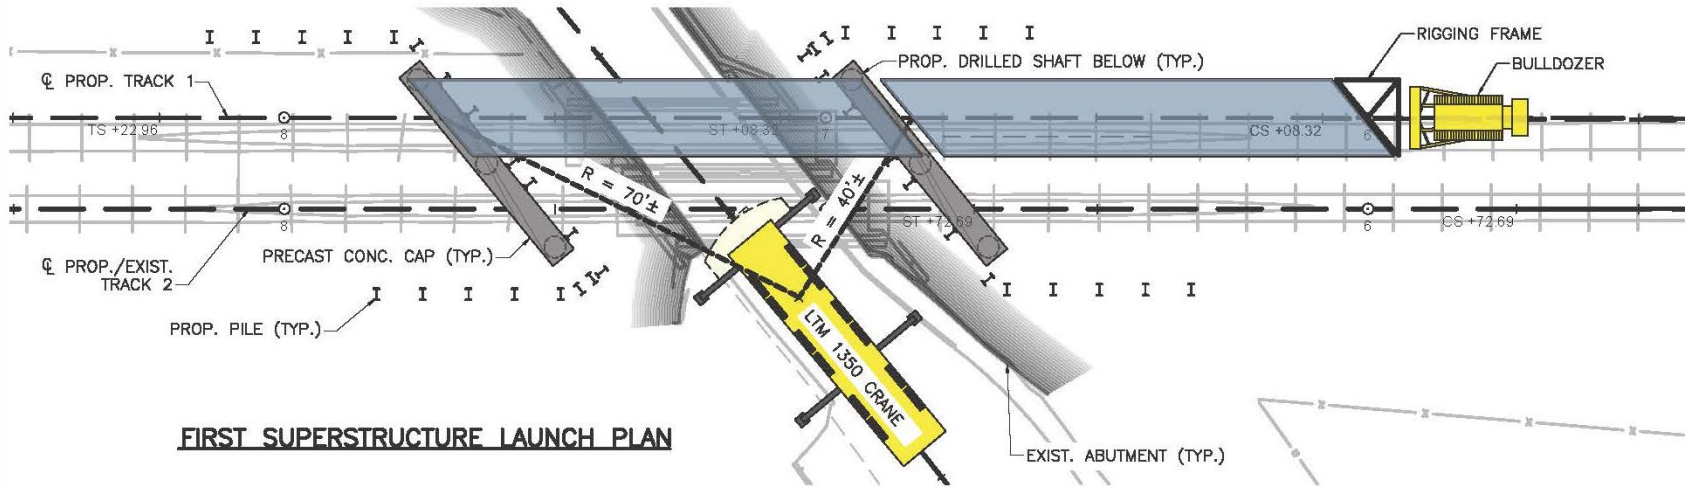 RIGGING FRAME
PROP. DRILLED SHAFT BELOW (TYP.)
BULLDOZER
℄ PROP. TRACK 1
TS +22.96
8
ST +08.32
7
CS +08.32
6
R = 70'±
R = 40'±
8
ST +72.69
6
CS +72.69
PRECAST CONC. CAP (TYP.)
℄ PROP./EXIST.
TRACK 2
PROP. PILE (TYP.)
LTM 1350 CRANE
FIRST SUPERSTRUCTURE LAUNCH PLAN
EXIST. ABUTMENT (TYP.)